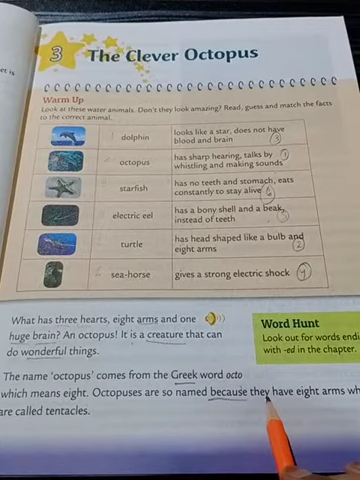 3 The Clever Octopus
Warm Up
Look at these water animals. Don't they look amazing? Read, guess and match the facts
to the correct animal.
dolphin looks like a star, does not have
blood and brain 3
octopus has sharp hearing, talks by 1
whistling and making sounds
starfish has no teeth and stomach, eats
constantly to stay alive 6
electric eel has a bony shell and a beak
instead of teeth 5
turtle has head shaped like a bulb and
eight arms 2
sea-horse gives a strong electric shock 4
What has three hearts, eight arms and one
huge brain? An octopus! It is a creature that can
do wonderful things.
Word Hunt
Look out for words
with -ed in the chapter.
The name 'octopus' comes from the Greek word octo
which means eight. Octopuses are so named because they have eight arms
are called tentacles.